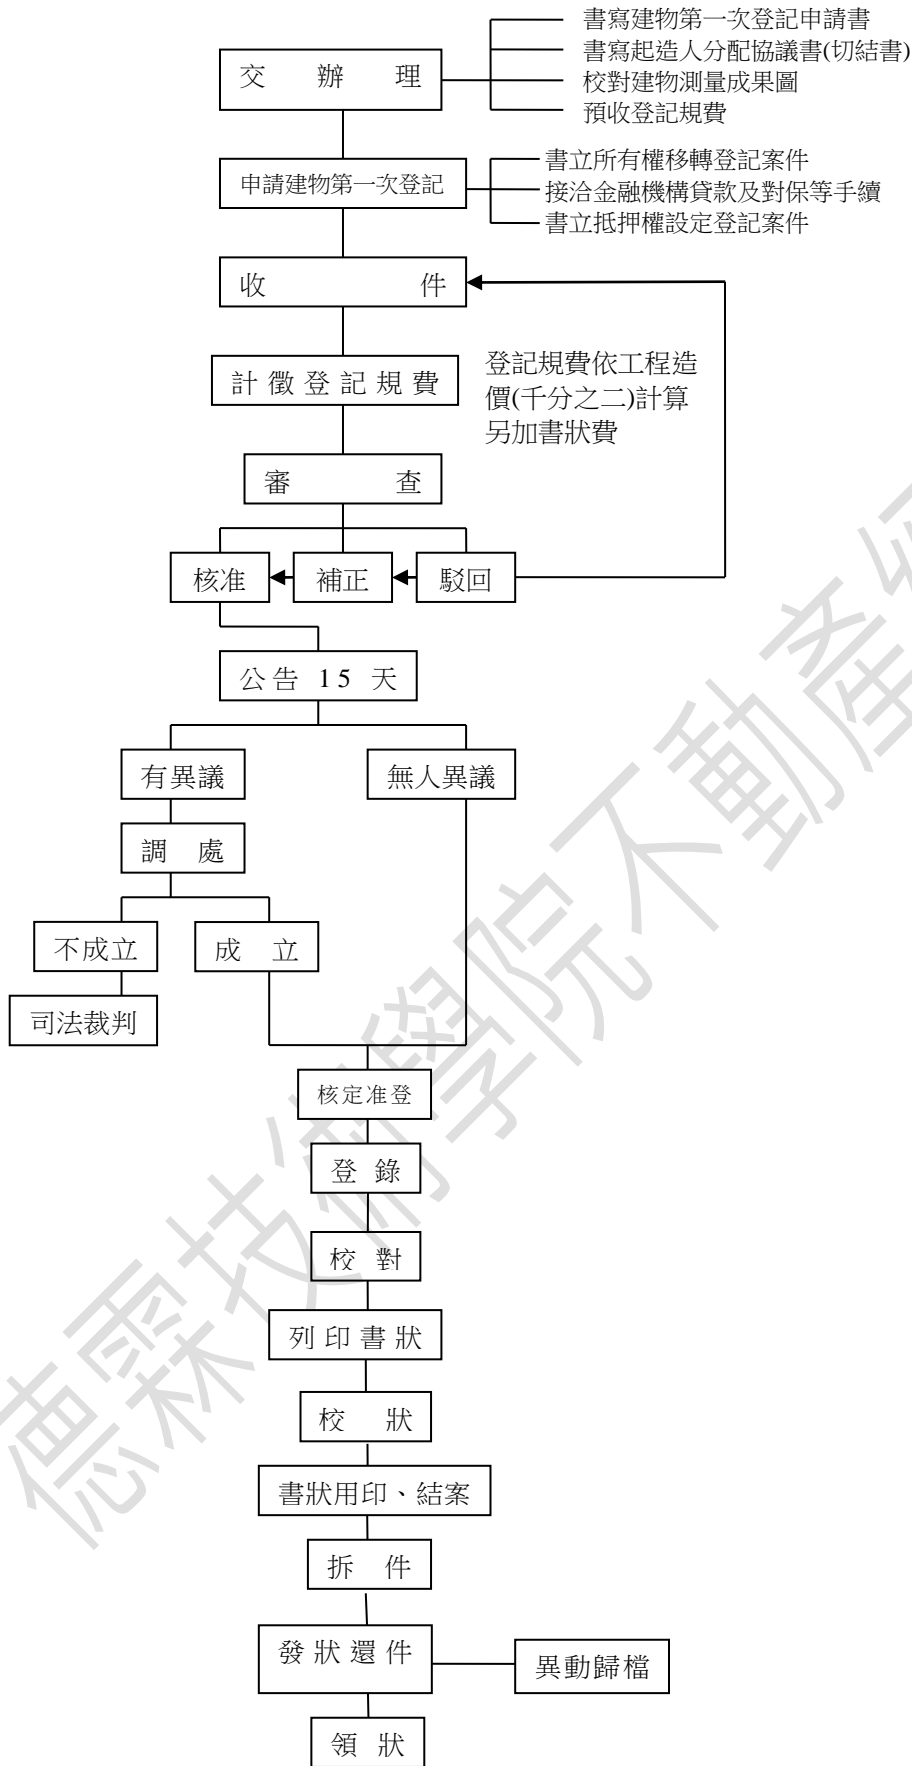 書寫建物第一次登記申請書
書寫起造人分配協議書(切結書)
交 辦 理
校對建物測量成果圖
預收登記規費
書立所有權移轉登記案件
申請建物第一次登記
接洽金融機構貸款及對保等手續
書立抵押權設定登記案件
收 件
登記規費依工程造
價(千分之二)計算
另加書狀費
計徵登記規費
審 查
核准
補正
駁回
公告 15 天
有異議
無人異議
調 處
不成立
成 立
司法裁判
核定准登
登 錄
校 對
列印書狀
校 狀
書狀用印、結案
拆 件
發狀還件
異動歸檔
領 狀
德霖技術學院不動產